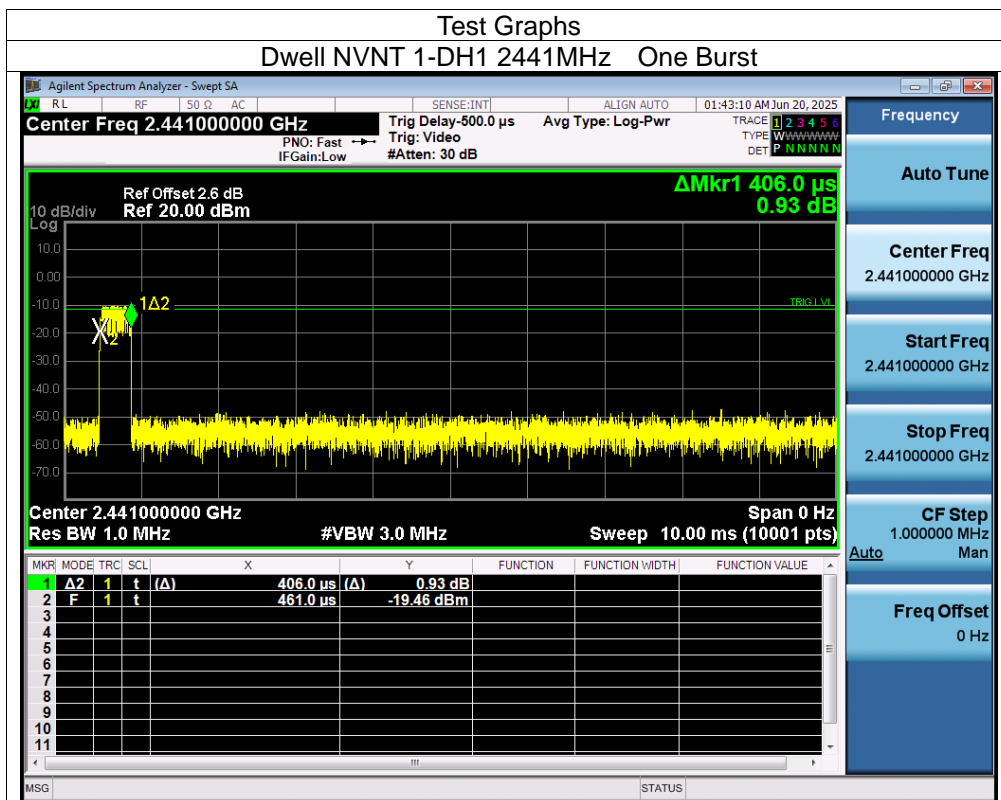 Test Graphs
Dwell NVNT 1-DH1 2441MHz One Burst
Agilent Spectrum Analyzer - Swept SA
LXI RL RF 50 Ω AC SENSE:INT ALIGN AUTO 01:43:10 AM Jun 20, 2025
Center Freq 2.441000000 GHz
PNO: Fast
IFGain:Low
Trig Delay-500.0 µs
Trig: Video
#Atten: 30 dB
Avg Type: Log-Pwr
TRACE 1 2 3 4 5 6
TYPE WWWWWWW
DET P N N N N N
ΔMkr1 406.0 µs
0.93 dB
Ref Offset 2.6 dB
10 dB/div Ref 20.00 dBm
Log
10.0
0.00
-10.0
-20.0
-30.0
-40.0
-50.0
-60.0
-70.0
1Δ2
X2
TRIG LVL
Center 2.441000000 GHz Span 0 Hz
Res BW 1.0 MHz #VBW 3.0 MHz Sweep 10.00 ms (10001 pts)
MKR MODE TRC SCL X Y FUNCTION FUNCTION WIDTH FUNCTION VALUE
1 Δ2 1 t (Δ) 406.0 µs (Δ) 0.93 dB
2 F 1 t 461.0 µs -19.46 dBm
3
4
5
6
7
8
9
10
11
MSG STATUS
Frequency
Auto Tune
Center Freq
2.441000000 GHz
Start Freq
2.441000000 GHz
Stop Freq
2.441000000 GHz
CF Step
1.000000 MHz
Auto Man
Freq Offset
0 Hz